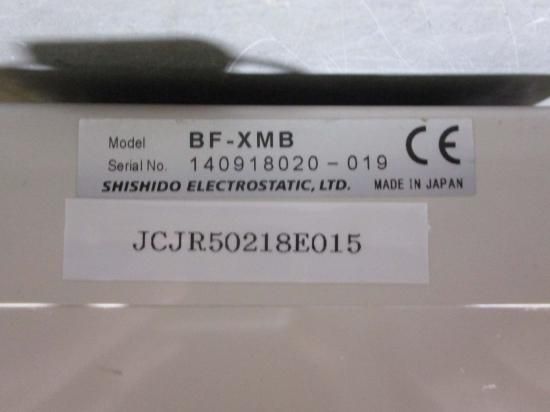 Model BF-XMB
Serial No. 140918020-019 CE
SHISHIDO ELECTROSTATIC, LTD. MADE IN JAPAN
JCJR50218E015